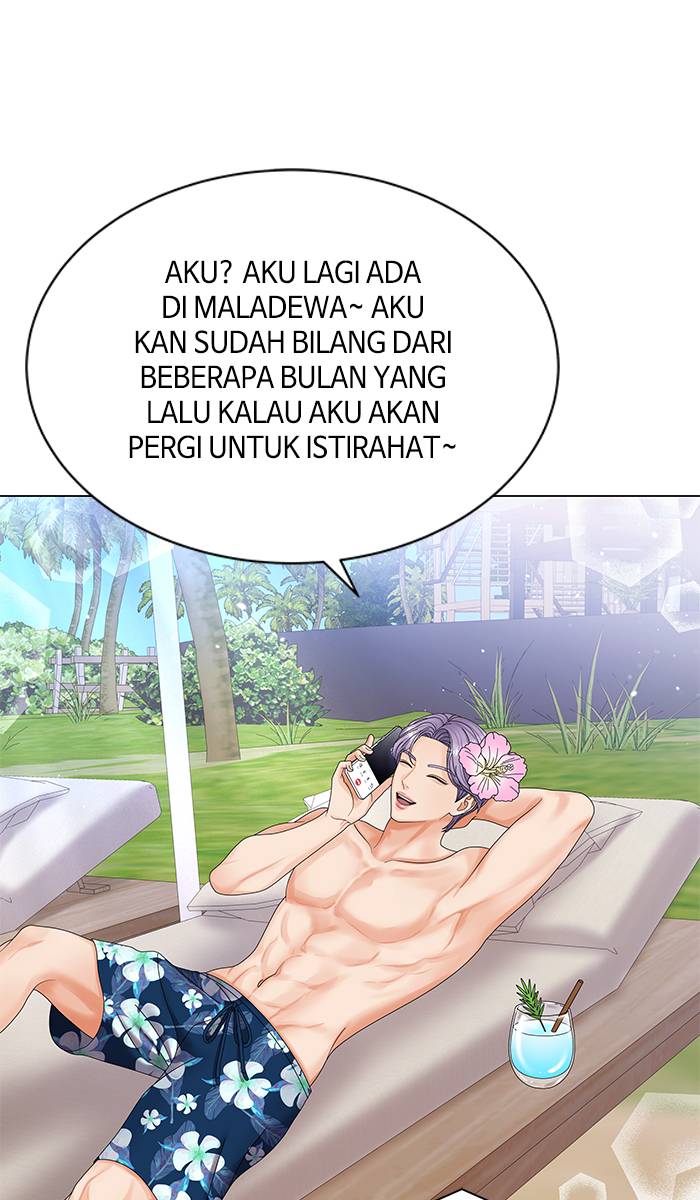 AKU? AKU LAGI ADA
DI MALADEWA~ AKU
KAN SUDAH BILANG DARI
BEBERAPA BULAN YANG
LALU KALAU AKU AKAN
PERGI UNTUK ISTIRAHAT~